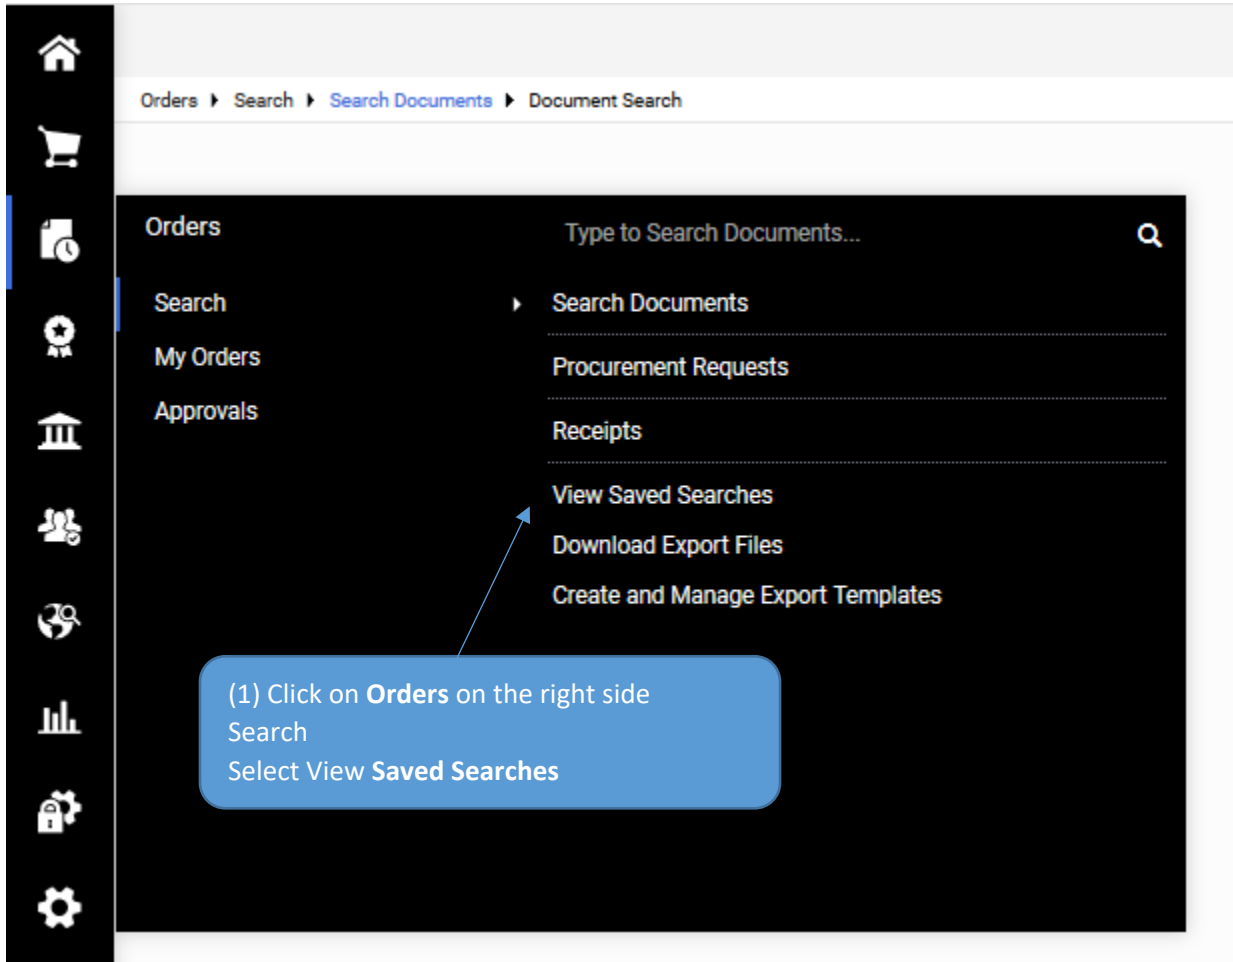 Orders Search Search Documents Document Search
Orders
Type to Search Documents...
Search
My Orders
Approvals
Search Documents
Procurement Requests
Receipts
View Saved Searches
Download Export Files
Create and Manage Export Templates
(1) Click on Orders on the right side
Search
Select View Saved Searches